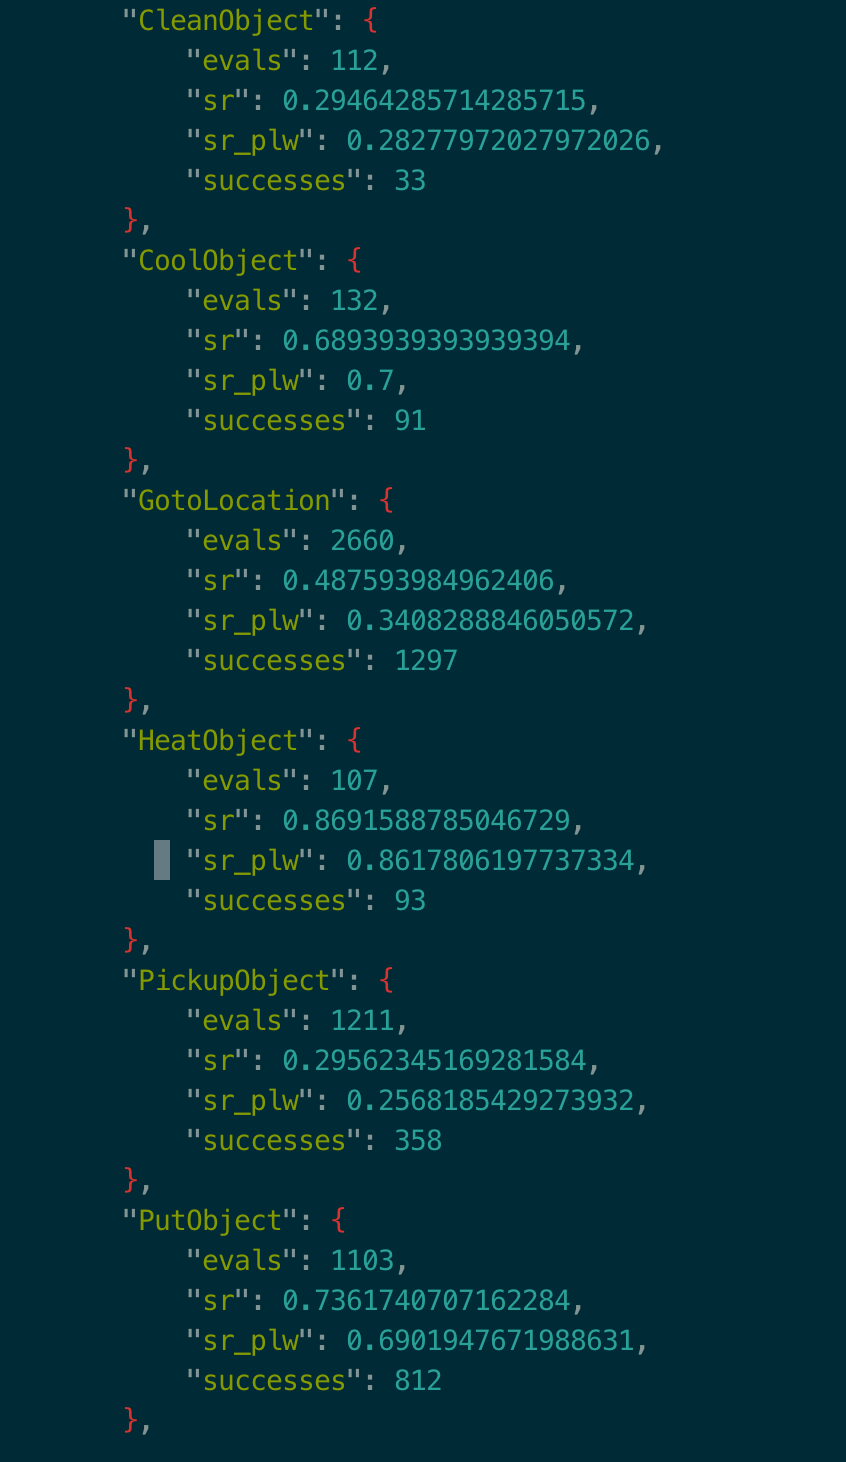 "CleanObject": {
"evals": 112,
"sr": 0.29464285714285715,
"sr_plw": 0.28277972027972026,
"successes": 33
},
"CoolObject": {
"evals": 132,
"sr": 0.6893939393939394,
"sr_plw": 0.7,
"successes": 91
},
"GotoLocation": {
"evals": 2660,
"sr": 0.487593984962406,
"sr_plw": 0.3408288846050572,
"successes": 1297
},
"HeatObject": {
"evals": 107,
"sr": 0.8691588785046729,
"sr_plw": 0.8617806197737334,
"successes": 93
},
"PickupObject": {
"evals": 1211,
"sr": 0.29562345169281584,
"sr_plw": 0.2568185429273932,
"successes": 358
},
"PutObject": {
"evals": 1103,
"sr": 0.7361740707162284,
"sr_plw": 0.6901947671988631,
"successes": 812
},